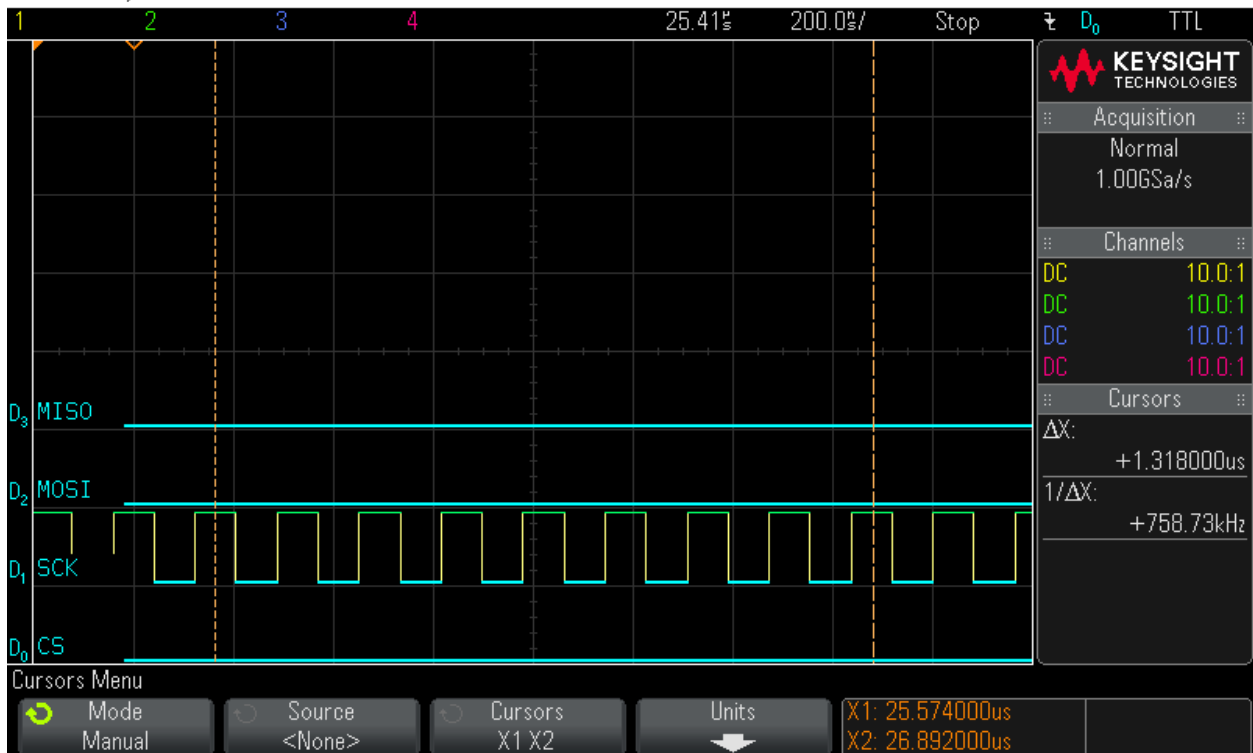 1 2 3 4 25.41µs 200.0ns/ Stop D0 TTL
KEYSIGHT
TECHNOLOGIES
Acquisition
Normal
1.00GSa/s
Channels
DC 10.0:1
DC 10.0:1
DC 10.0:1
DC 10.0:1
Cursors
ΔX:
+1.318000us
1/ΔX:
+758.73kHz
D3 MISO
D2 MOSI
D1 SCK
D0 CS
Cursors Menu
Mode
Manual
Source
<None>
Cursors
X1 X2
Units
X1: 25.574000us
X2: 26.892000us